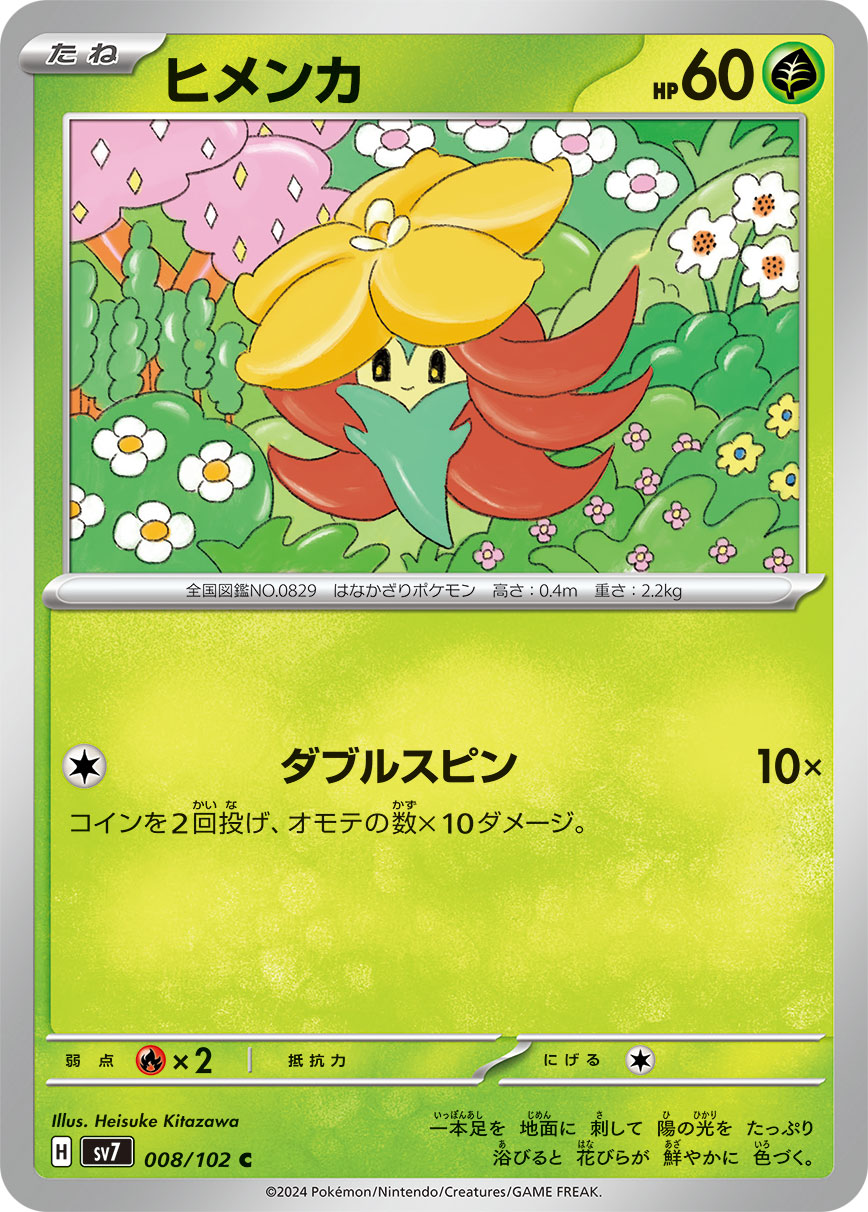 たね
ヒメンカ
HP60
全国図鑑NO.0829 はなかざりポケモン 高さ：0.4m 重さ：2.2kg
ダブルスピン 10×
コインを2回投げ、オモテの数×10ダメージ。
弱点 ×2 抵抗力 にげる
Illus. Heisuke Kitazawa
H sv7 008/102 C
一本足を 地面に 刺して 陽の光を たっぷり
浴びると 花びらが 鮮やかに 色づく。
©2024 Pokémon/Nintendo/Creatures/GAME FREAK.